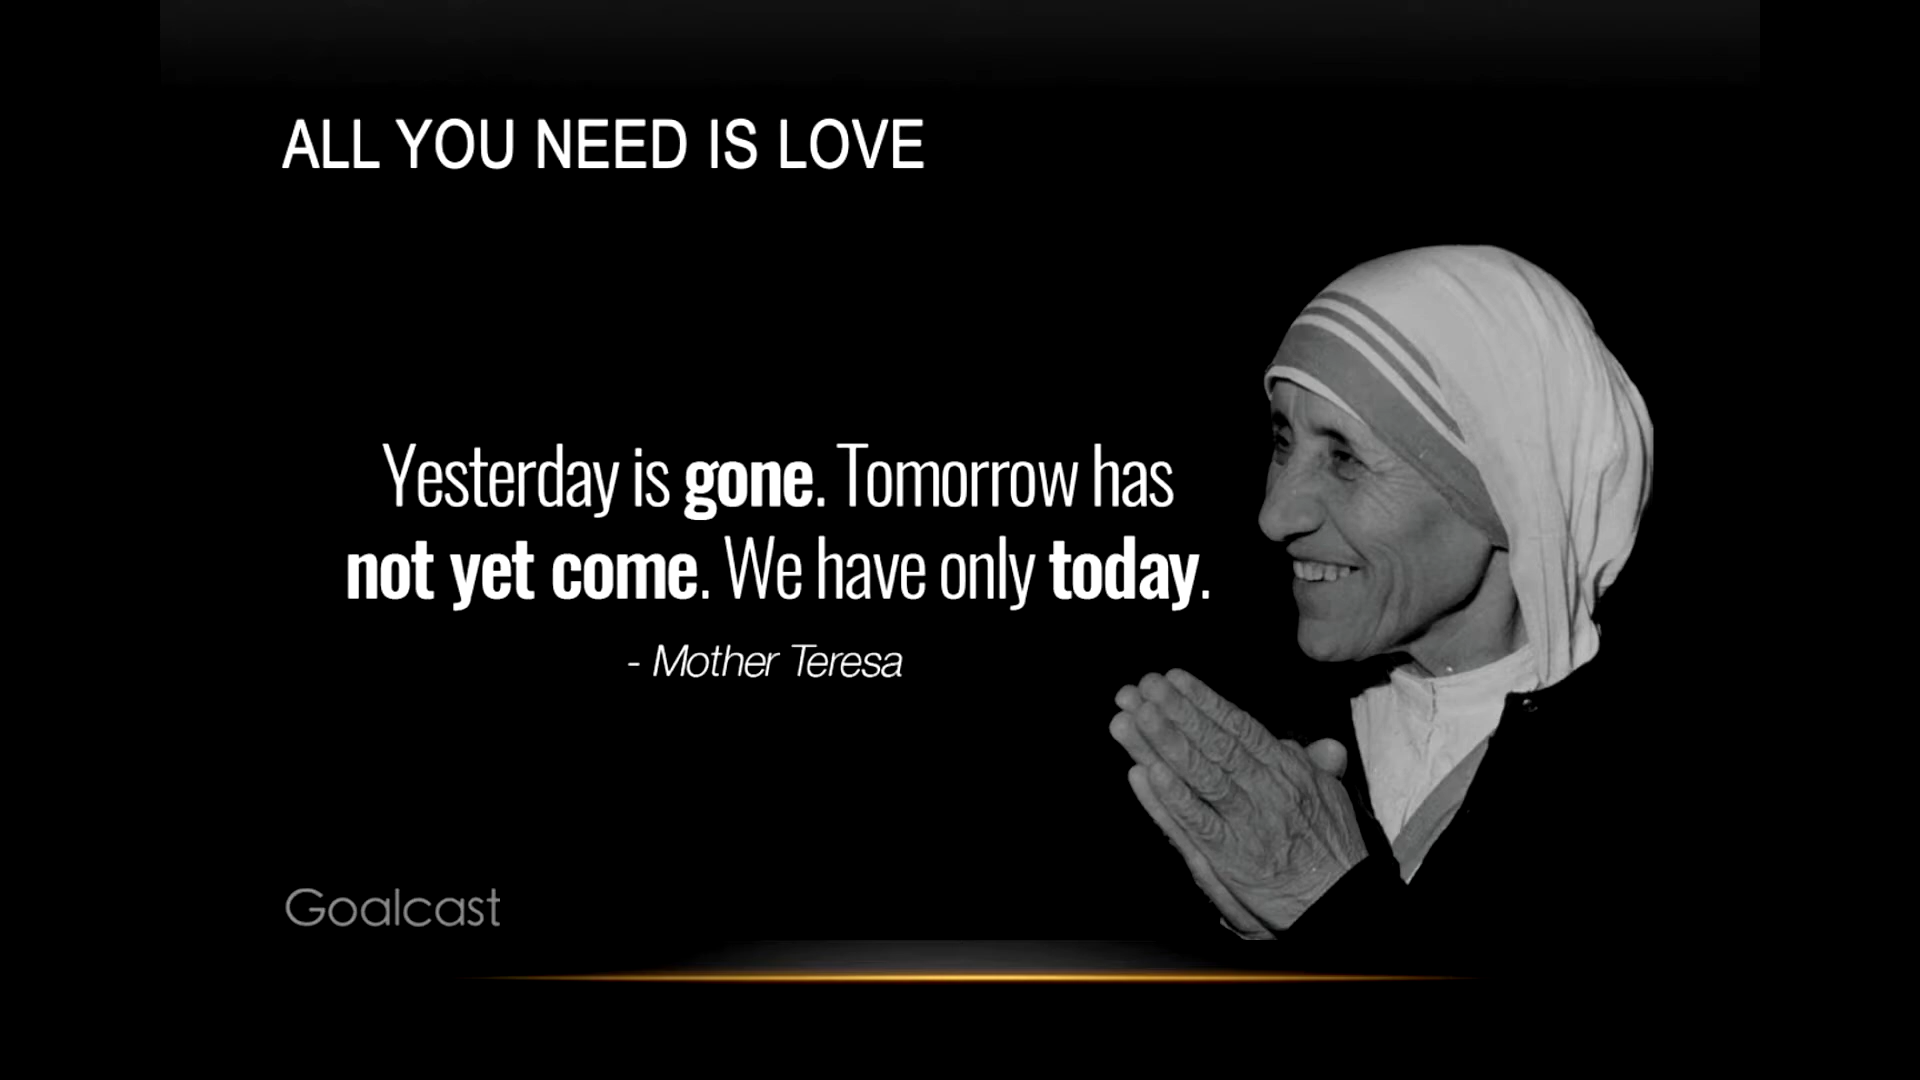 ALL YOU NEED IS LOVE
Yesterday is gone. Tomorrow has
not yet come. We have only today.
- Mother Teresa
Goalcast